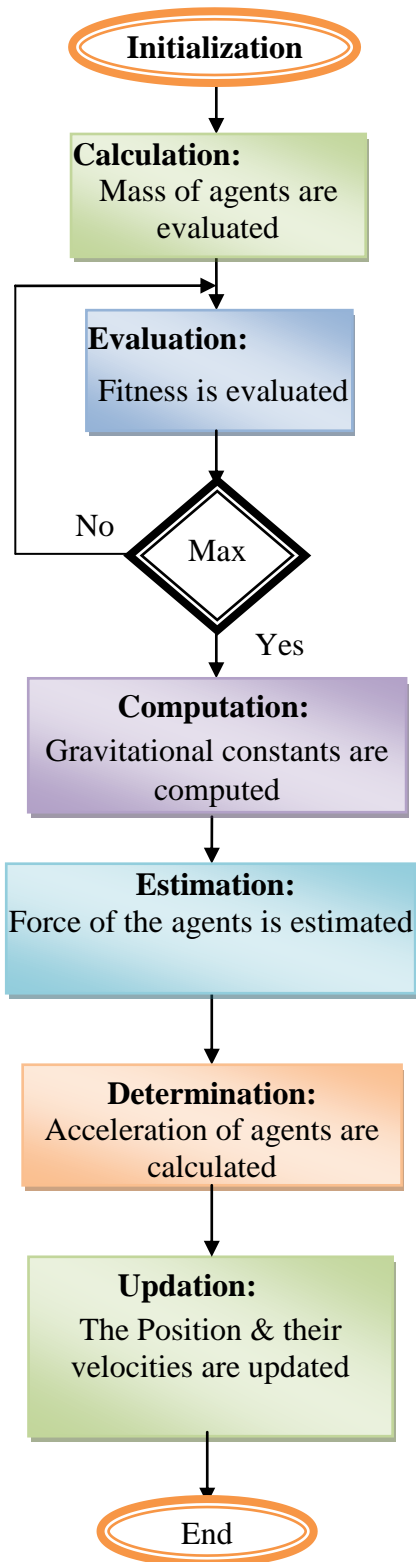 Initialization
Calculation:
Mass of agents are
evaluated
Evaluation:
Fitness is evaluated
No
Max
Yes
Computation:
Gravitational constants are
computed
Estimation:
Force of the agents is estimated
Determination:
Acceleration of agents are
calculated
Updation:
The Position & their
velocities are updated
End